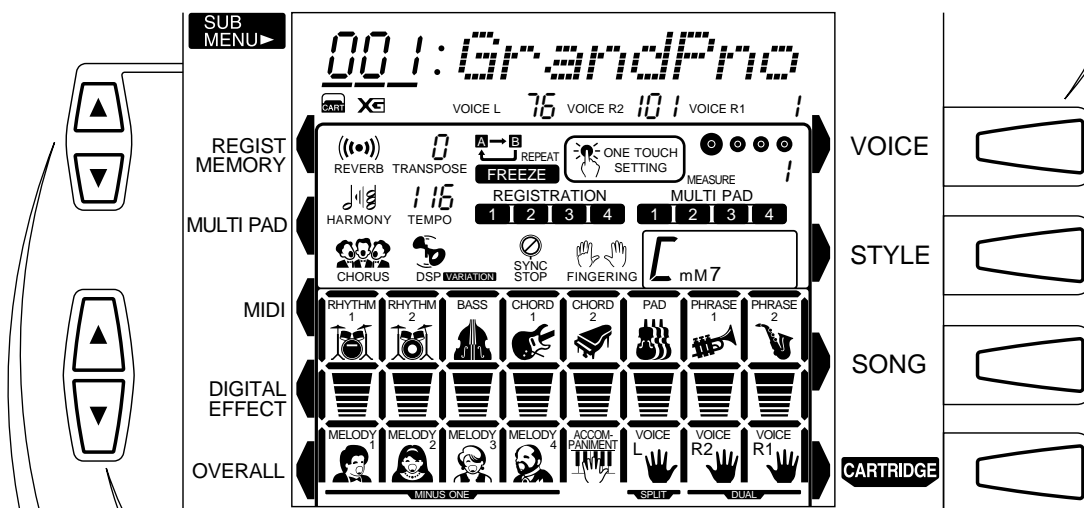 SUB
MENU►
001:GrandPno
CART XG VOICE L 76 VOICE R2 101 VOICE R1 1
REGIST
MEMORY
MULTI PAD
MIDI
DIGITAL
EFFECT
OVERALL
REVERB
0
TRANSPOSE
A B
REPEAT
FREEZE
ONE TOUCH
SETTING
MEASURE 1
HARMONY
116
TEMPO
REGISTRATION
1 2 3 4
MULTI PAD
1 2 3 4
CHORUS
DSP VARIATION
SYNC
STOP
FINGERING
C mM7
RHYTHM 1
RHYTHM 2
BASS
CHORD 1
CHORD 2
PAD
PHRASE 1
PHRASE 2
MELODY 1
MELODY 2
MELODY 3
MELODY 4
ACCOM-
PANIMENT
VOICE
L
VOICE
R2
VOICE
R1
MINUS ONE
SPLIT
DUAL
VOICE
STYLE
SONG
CARTRIDGE